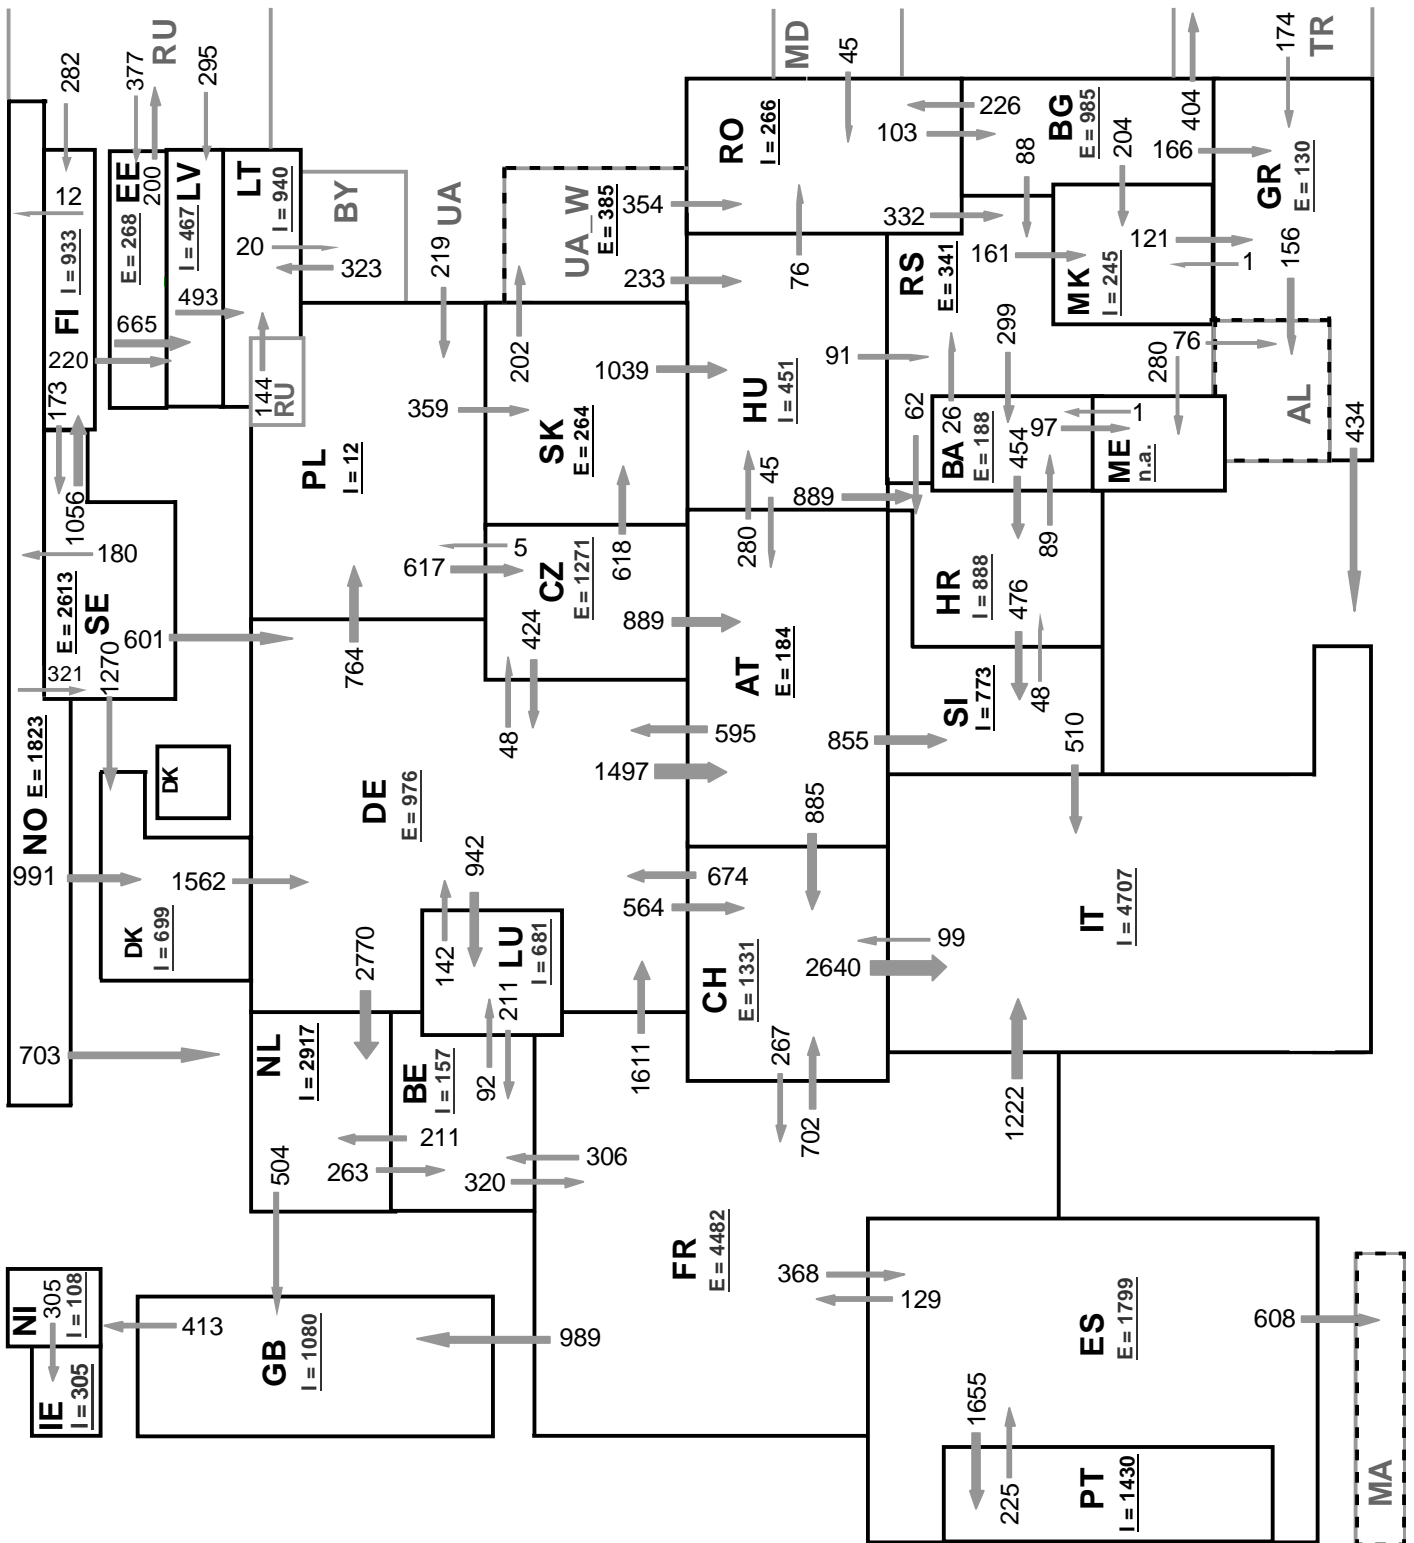 282
377
RU
295
MD
45
174
TR
12
FI
I = 933
EE
E = 268
200
LV
I = 467
LT
I = 940
20
323
BY
219
UA
UA_W
E = 385
354
233
202
RO
I = 266
76
226
103
332
88
BG
E = 985
204
404
166
GR
E = 130
156
161
MK
I = 245
121
1
RS
E = 341
299
91
62
76
280
AL
434
220
173
665
493
144
RU
359
PL
I = 12
SK
E = 264
1039
HU
I = 451
BA
E = 188
26
454
97
1
ME
n.a.
89
1056
180
SE
E = 2613
1270
601
321
617
5
CZ
E = 1271
618
424
48
764
889
280
45
889
AT
E = 184
HR
I = 888
476
48
SI
I = 773
510
595
1497
855
885
NO
E = 1823
991
DK
DK
I = 699
1562
DE
E = 976
942
142
LU
I = 681
211
92
674
564
CH
E = 1331
99
2640
IT
I = 4707
703
2770
NL
I = 2917
BE
I = 157
211
263
320
306
1611
267
702
1222
504
NI
305
I = 108
IE
I = 305
413
GB
I = 1080
989
FR
E = 4482
368
129
ES
E = 1799
608
1655
225
PT
I = 1430
MA